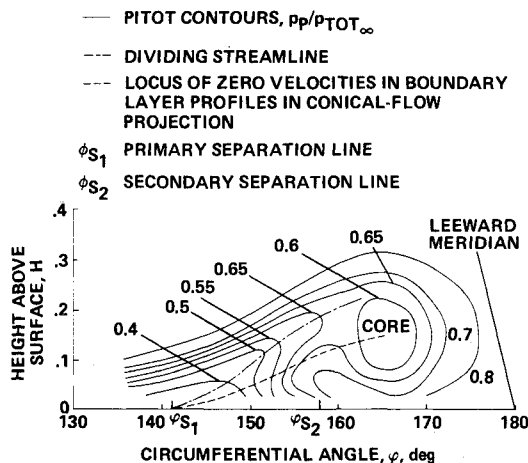 PITOT CONTOURS, pP/pTOT∞
DIVIDING STREAMLINE
LOCUS OF ZERO VELOCITIES IN BOUNDARY
LAYER PROFILES IN CONICAL-FLOW
PROJECTION
ϕS1 PRIMARY SEPARATION LINE
ϕS2 SECONDARY SEPARATION LINE
LEEWARD
MERIDIAN
0.65
0.6
0.65
0.55
0.5
0.4
CORE
0.7
0.8
HEIGHT ABOVE
SURFACE, H
.4
.3
.2
.1
0
130 140 φS1 150 φS2 160 170 180
CIRCUMFERENTIAL ANGLE, φ, deg